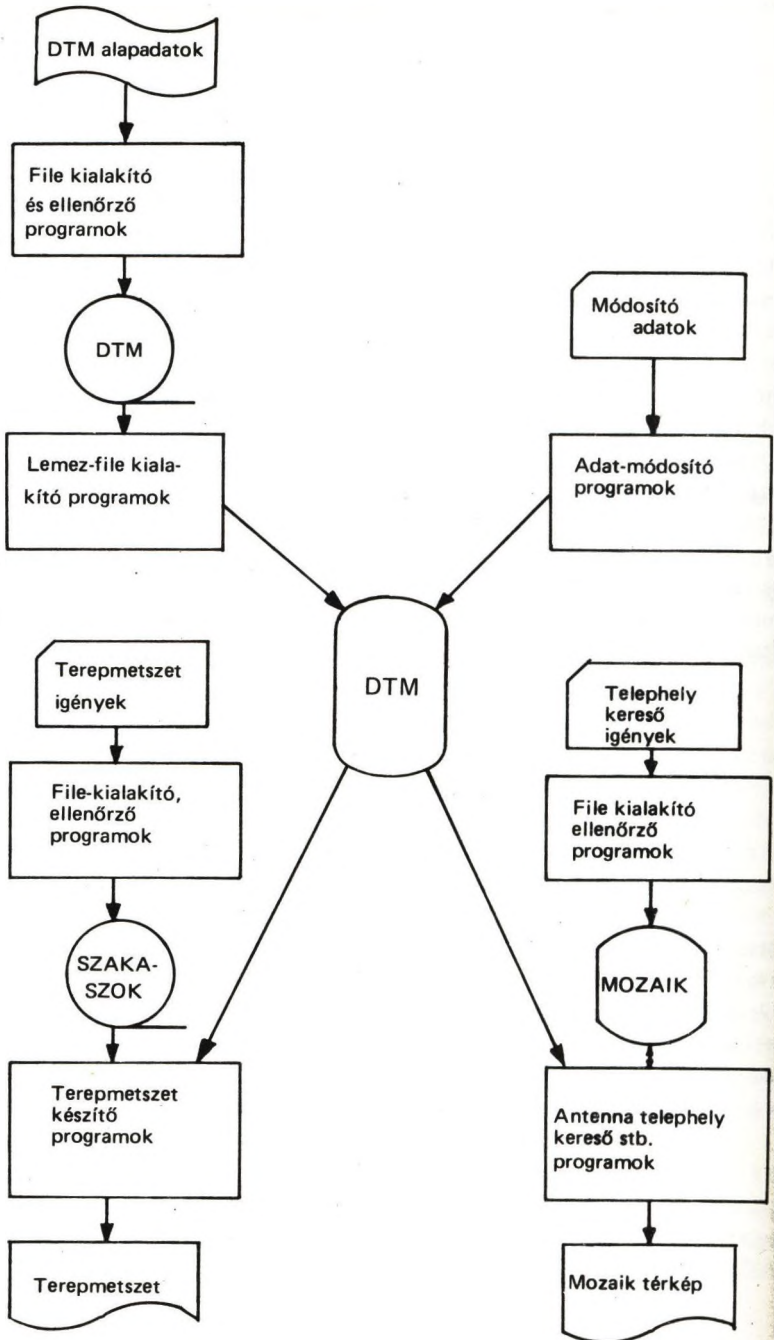 DTM alapadatok
File kialakító
és ellenőrző
programok
DTM
Lemez-file kiala-
kító programok
Módosító
adatok
Adat-módosító
programok
DTM
Terepmetszet
igények
File-kialakító,
ellenőrző
programok
SZAKA-
SZOK
Terepmetszet
készítő
programok
Terepmetszet
Telephely
kereső
igények
File kialakító
ellenőrző
programok
MOZAIK
Antenna telephely
kereső stb.
programok
Mozaik térkép